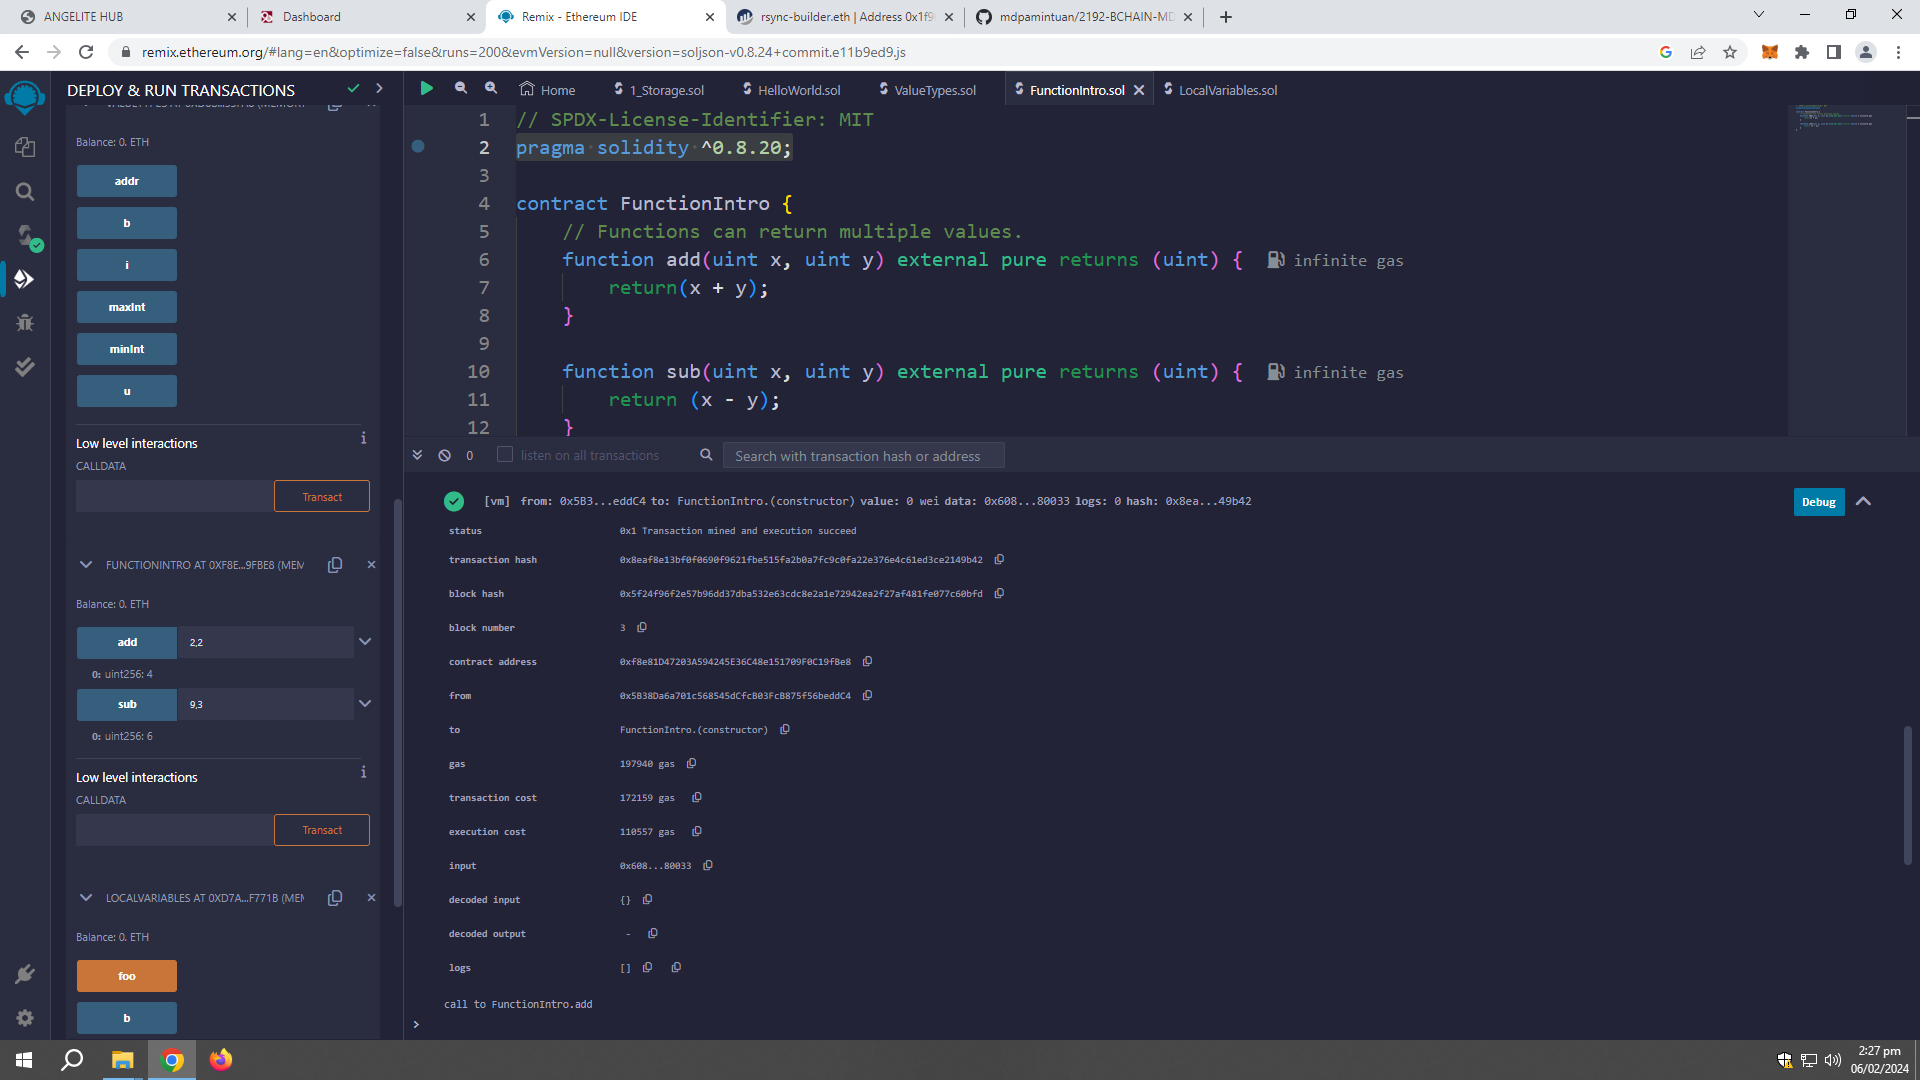 ANGELITE HUB
Dashboard
Remix - Ethereum IDE
rsync-builder.eth | Address 0x1f9
mdpamintuan/2192-BCHAIN-MD
remix.ethereum.org/#lang=en&optimize=false&runs=200&evmVersion=null&version=soljson-v0.8.24+commit.e11b9ed9.js
DEPLOY & RUN TRANSACTIONS
Balance: 0. ETH
addr
b
i
maxInt
minInt
u
Low level interactions
i
CALLDATA
Transact
FUNCTIONINTRO AT 0XF8E...9FBE8 (MEM
Balance: 0. ETH
add
2,2
0: uint256: 4
sub
9,3
0: uint256: 6
Low level interactions
i
CALLDATA
Transact
LOCALVARIABLES AT 0XD7A...F771B (MEM
Balance: 0. ETH
foo
b
Home
1_Storage.sol
HelloWorld.sol
ValueTypes.sol
FunctionIntro.sol
LocalVariables.sol
1 // SPDX-License-Identifier: MIT
2 pragma solidity ^0.8.20;
3
4 contract FunctionIntro {
5 // Functions can return multiple values.
6 function add(uint x, uint y) external pure returns (uint) { infinite gas
7 return(x + y);
8 }
9
10 function sub(uint x, uint y) external pure returns (uint) { infinite gas
11 return (x - y);
12 }
0
listen on all transactions
Search with transaction hash or address
[vm] from: 0x5B3...eddC4 to: FunctionIntro.(constructor) value: 0 wei data: 0x608...80033 logs: 0 hash: 0x8ea...49b42
Debug
status 0x1 Transaction mined and execution succeed
transaction hash 0x8eaf8e13bf0f0690f9621fbe515fa2b0a7fc9c0fa22e376e4c61ed3ce2149b42
block hash 0x5f24f96f2e57b96dd37dba532e63cdc8e2a1e72942ea2f27af481fe077c60bfd
block number 3
contract address 0xf8e81D47203A594245E36C48e151709F0C19fBe8
from 0x5B38Da6a701c568545dCfcB03FcB875f56beddC4
to FunctionIntro.(constructor)
gas 197940 gas
transaction cost 172159 gas
execution cost 110557 gas
input 0x608...80033
decoded input {}
decoded output -
logs []
call to FunctionIntro.add
>
2:27 pm
06/02/2024